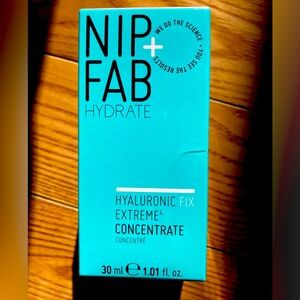 NIP+
FAB
WE DO THE SCIENCE • YOU SEE THE RESULTS
HYDRATE
HYALURONIC FIX
EXTREME⁴
CONCENTRATE
CONCENTRÉ
30 ml ℮ 1.01 fl. oz.